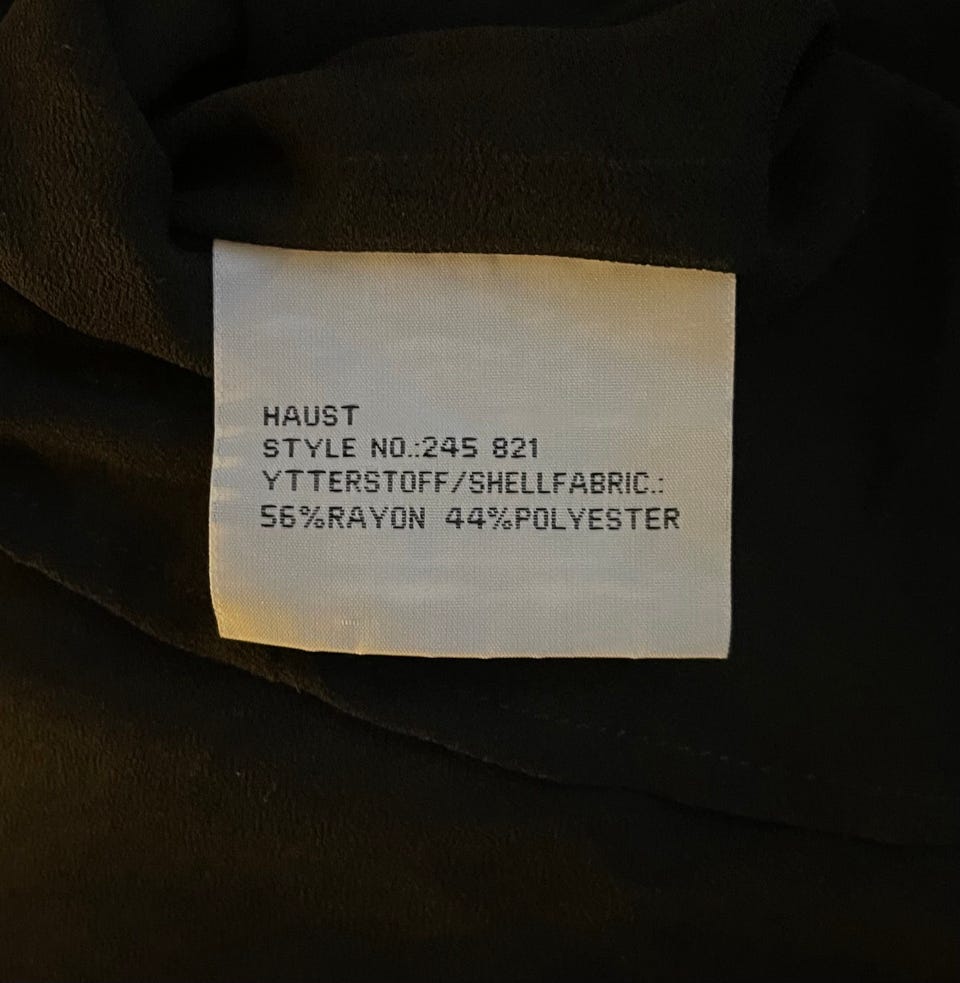 HAUST
STYLE NO.:245 821
YTTERSTOFF/SHELLFABRIC.:
56%RAYON 44%POLYESTER